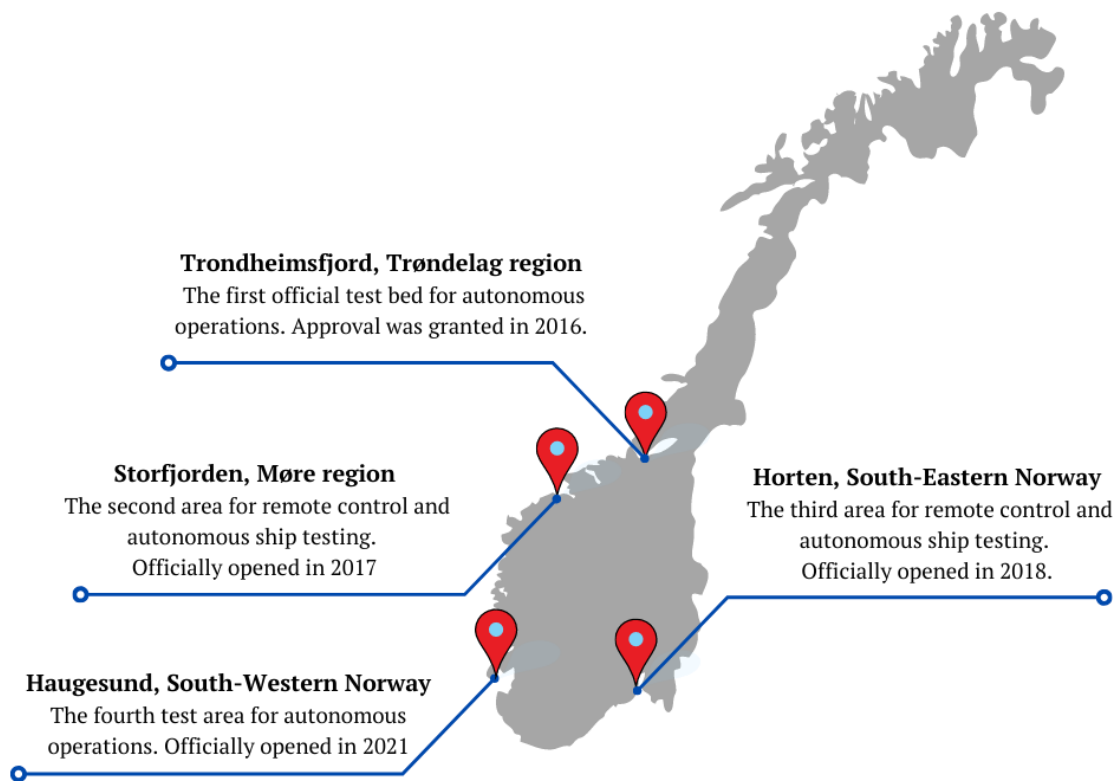 Trondheimsfjord, Trøndelag region
The first official test bed for autonomous
operations. Approval was granted in 2016.
Storfjorden, Møre region
The second area for remote control and
autonomous ship testing.
Officially opened in 2017
Horten, South-Eastern Norway
The third area for remote control and
autonomous ship testing.
Officially opened in 2018.
Haugesund, South-Western Norway
The fourth test area for autonomous
operations. Officially opened in 2021